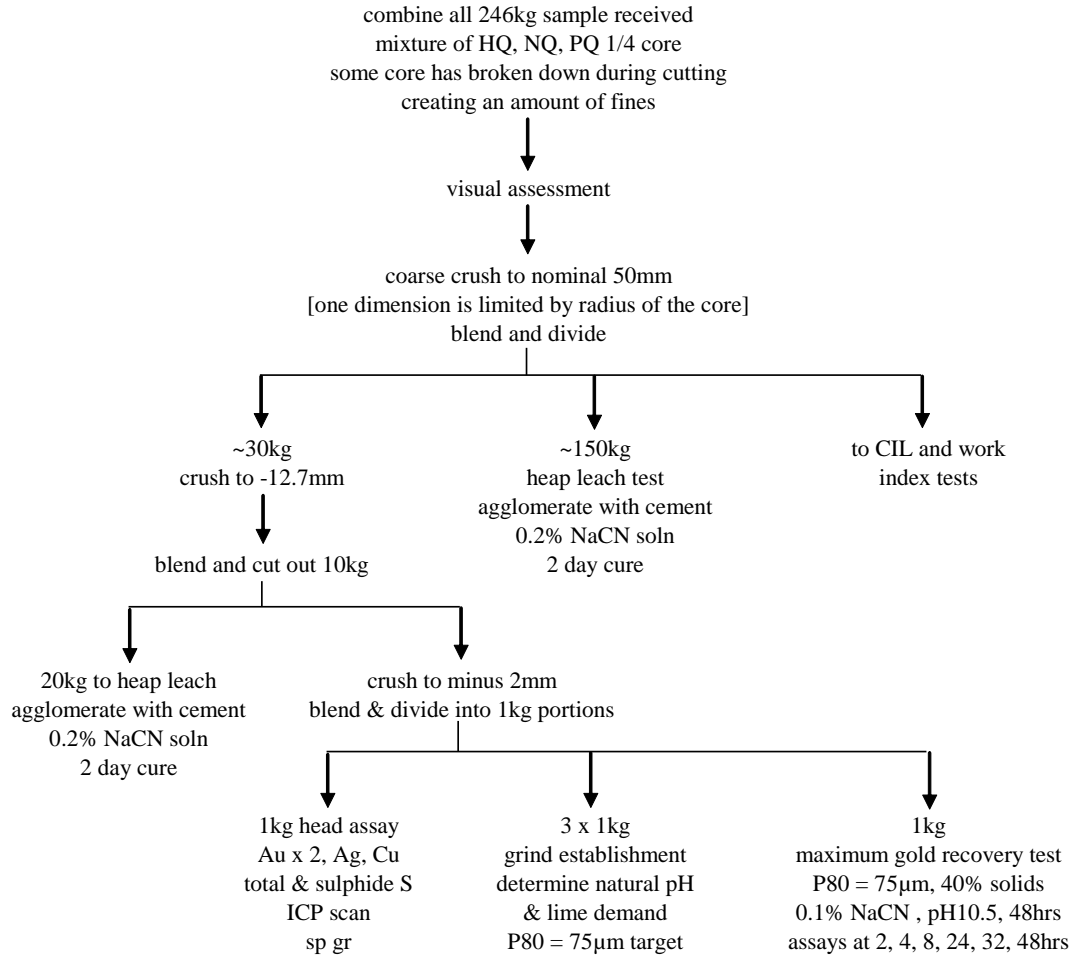 combine all 246kg sample received
mixture of HQ, NQ, PQ 1/4 core
some core has broken down during cutting
creating an amount of fines
visual assessment
coarse crush to nominal 50mm
[one dimension is limited by radius of the core]
blend and divide
~30kg
crush to -12.7mm
~150kg
heap leach test
agglomerate with cement
0.2% NaCN soln
2 day cure
to CIL and work
index tests
blend and cut out 10kg
20kg to heap leach
agglomerate with cement
0.2% NaCN soln
2 day cure
crush to minus 2mm
blend & divide into 1kg portions
1kg head assay
Au x 2, Ag, Cu
total & sulphide S
ICP scan
sp gr
3 x 1kg
grind establishment
determine natural pH
& lime demand
P80 = 75µm target
1kg
maximum gold recovery test
P80 = 75µm, 40% solids
0.1% NaCN , pH10.5, 48hrs
assays at 2, 4, 8, 24, 32, 48hrs